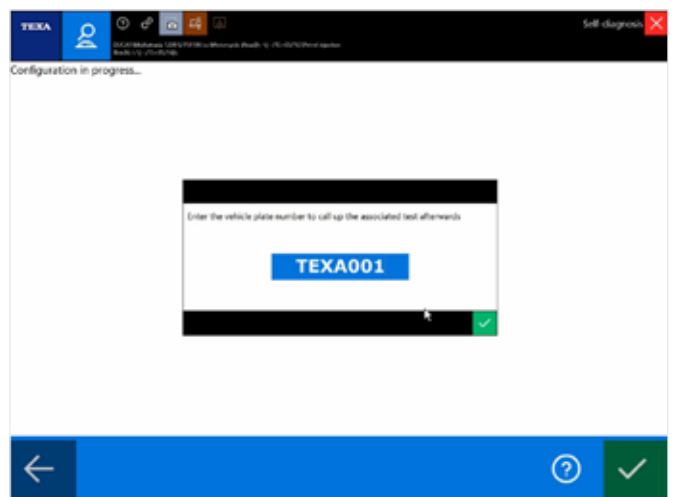 TEXA
Self-diagnosis
Configuration in progress...
Enter the vehicle plate number to call up the associated test afterwards
TEXA001